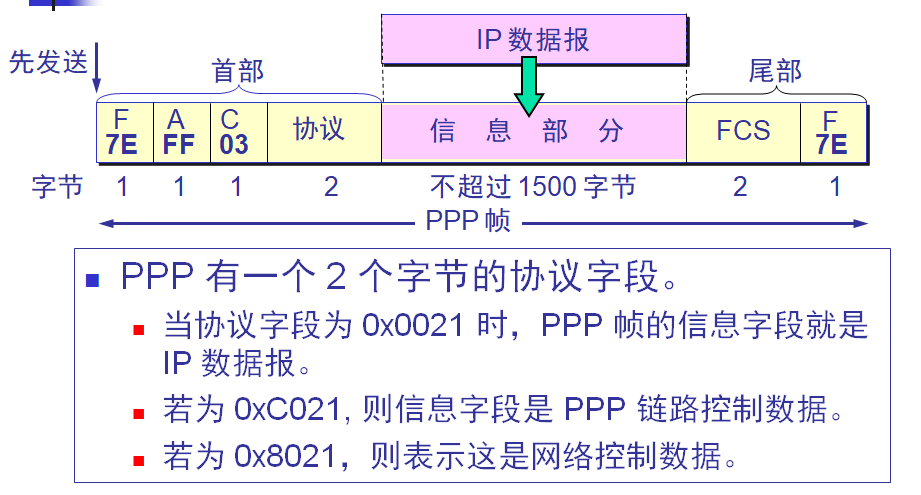 IP 数据报
先发送
首部
尾部
F A C F
7E FF 03 协议 信 息 部 分 FCS 7E
字节 1 1 1 2 不超过 1500 字节 2 1
PPP 帧
PPP 有一个 2 个字节的协议字段。
当协议字段为 0x0021 时，PPP 帧的信息字段就是
IP 数据报。
若为 0xC021, 则信息字段是 PPP 链路控制数据。
若为 0x8021，则表示这是网络控制数据。